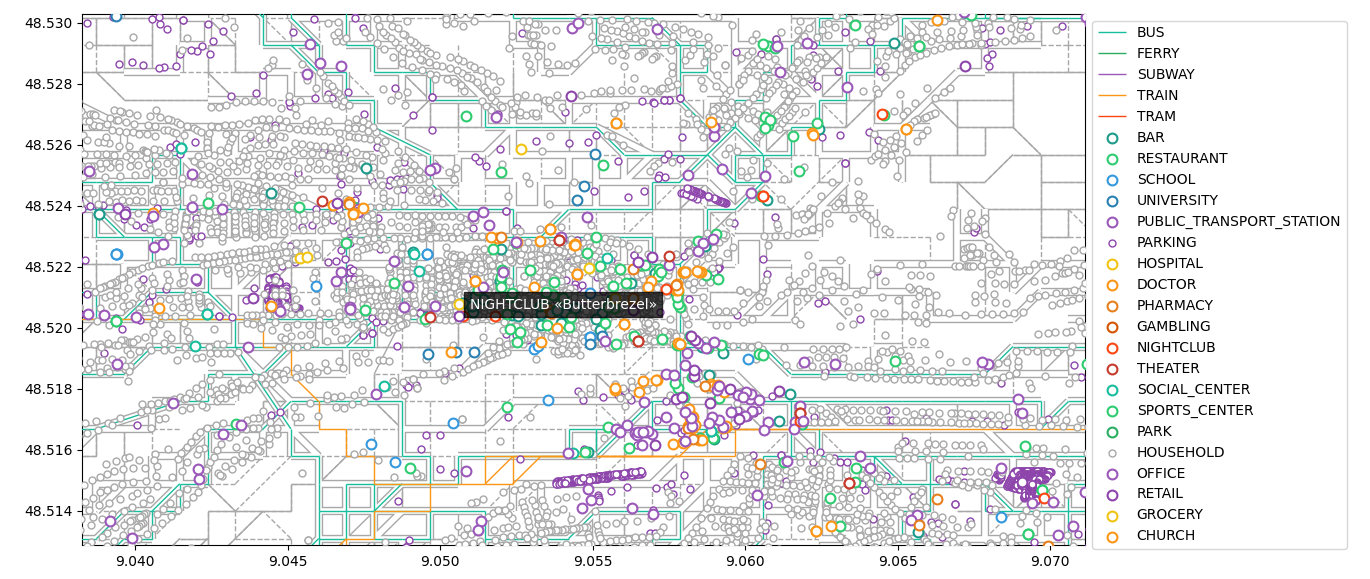 48.530
48.528
48.526
48.524
48.522
48.520
48.518
48.516
48.514
9.040
9.045
9.050
9.055
9.060
9.065
9.070
NIGHTCLUB «Butterbrezel»
BUS
FERRY
SUBWAY
TRAIN
TRAM
BAR
RESTAURANT
SCHOOL
UNIVERSITY
PUBLIC_TRANSPORT_STATION
PARKING
HOSPITAL
DOCTOR
PHARMACY
GAMBLING
NIGHTCLUB
THEATER
SOCIAL_CENTER
SPORTS_CENTER
PARK
HOUSEHOLD
OFFICE
RETAIL
GROCERY
CHURCH